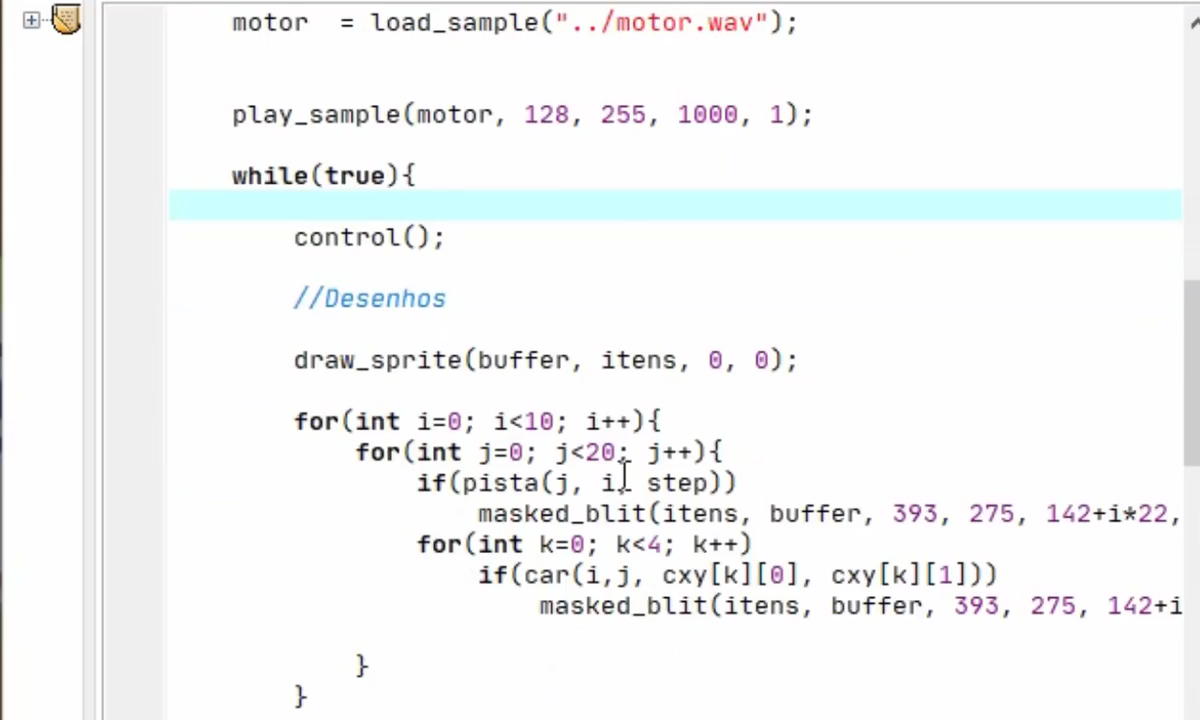 motor  = load_sample("../motor.wav");
play_sample(motor, 128, 255, 1000, 1);
while(true){
control();
//Desenhos
draw_sprite(buffer, itens, 0, 0);
for(int i=0; i<10; i++){
for(int j=0; j<20; j++){
if(pista(j, i, step))
masked_blit(itens, buffer, 393, 275, 142+i*22,
for(int k=0; k<4; k++)
if(car(i,j, cxy[k][0], cxy[k][1]))
masked_blit(itens, buffer, 393, 275, 142+i
}
}